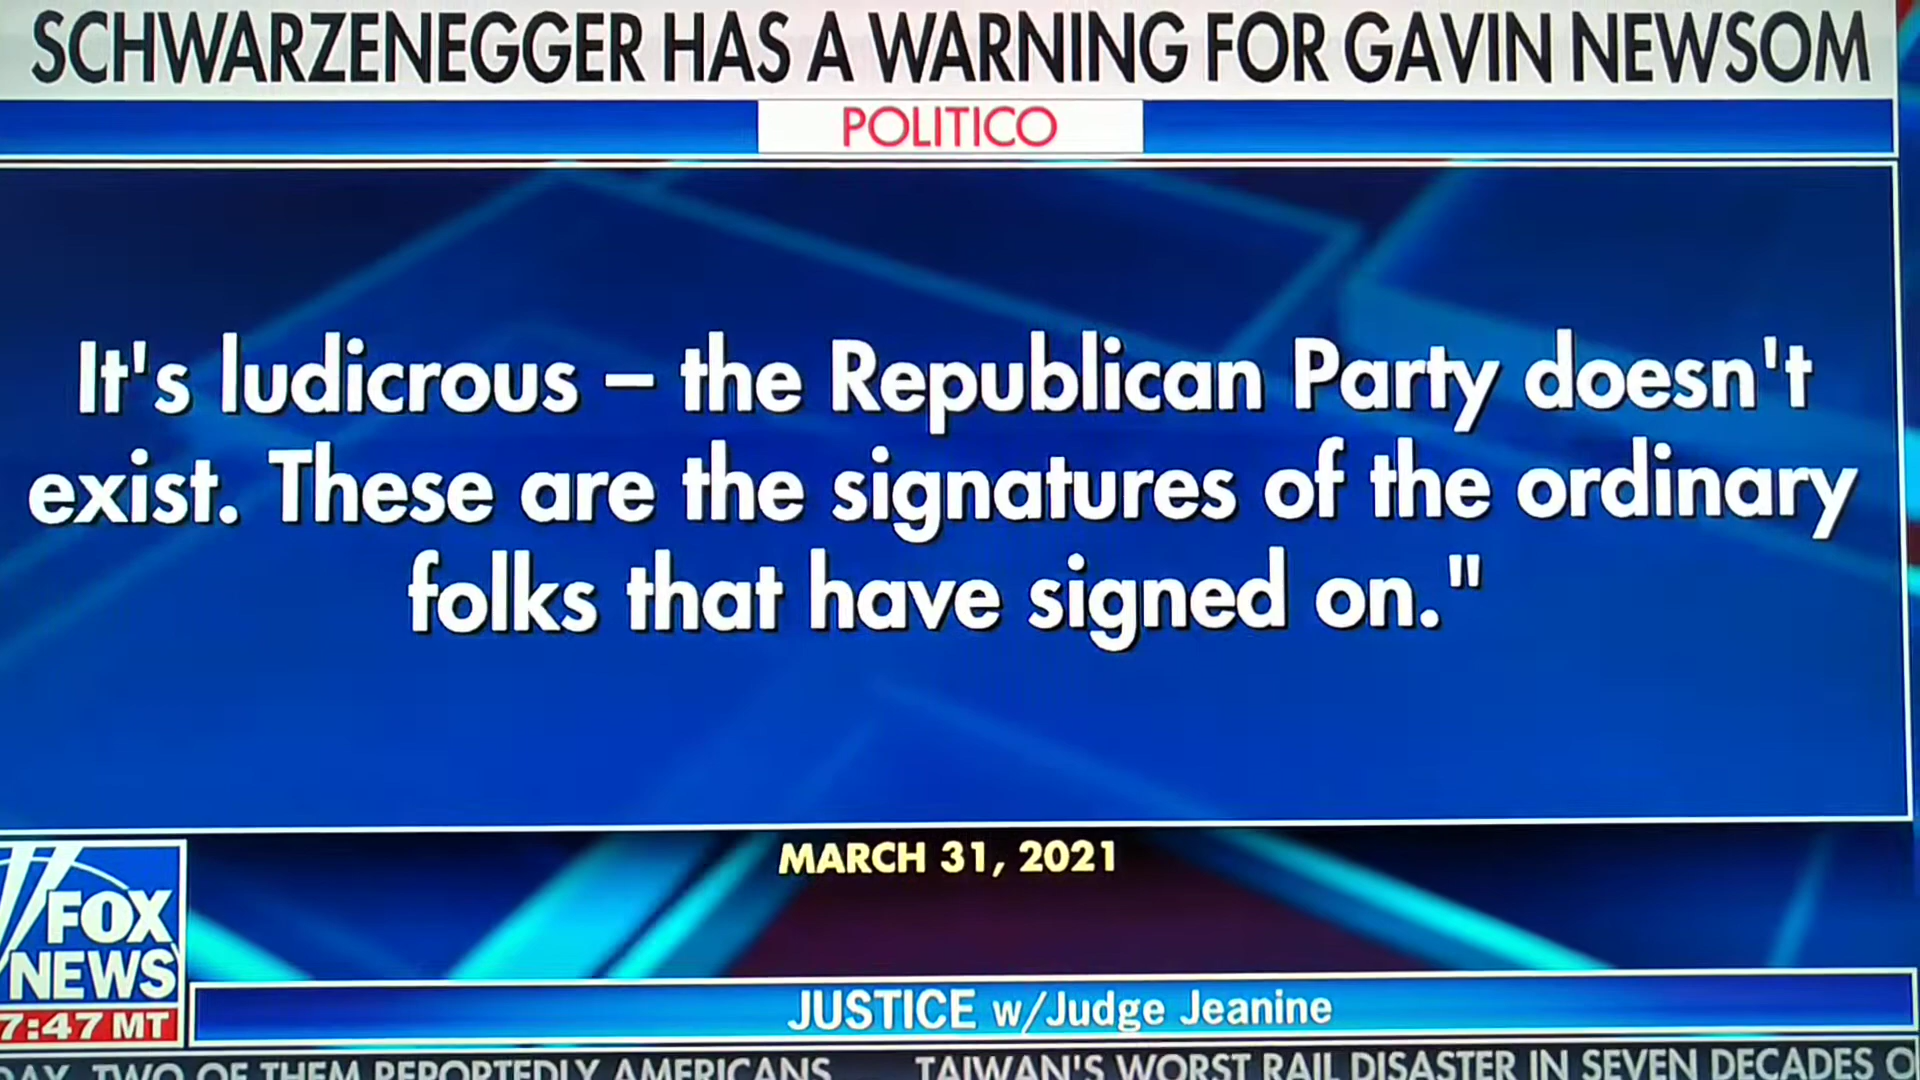 SCHWARZENEGGER HAS A WARNING FOR GAVIN NEWSOM
POLITICO
It's ludicrous – the Republican Party doesn't
exist. These are the signatures of the ordinary
folks that have signed on."
MARCH 31, 2021
FOX
NEWS
7:47 MT
JUSTICE w/Judge Jeanine
TWO OF THEM REPORTEDLY AMERICANS TAIWAN'S WORST RAIL DISASTER IN SEVEN DECADES